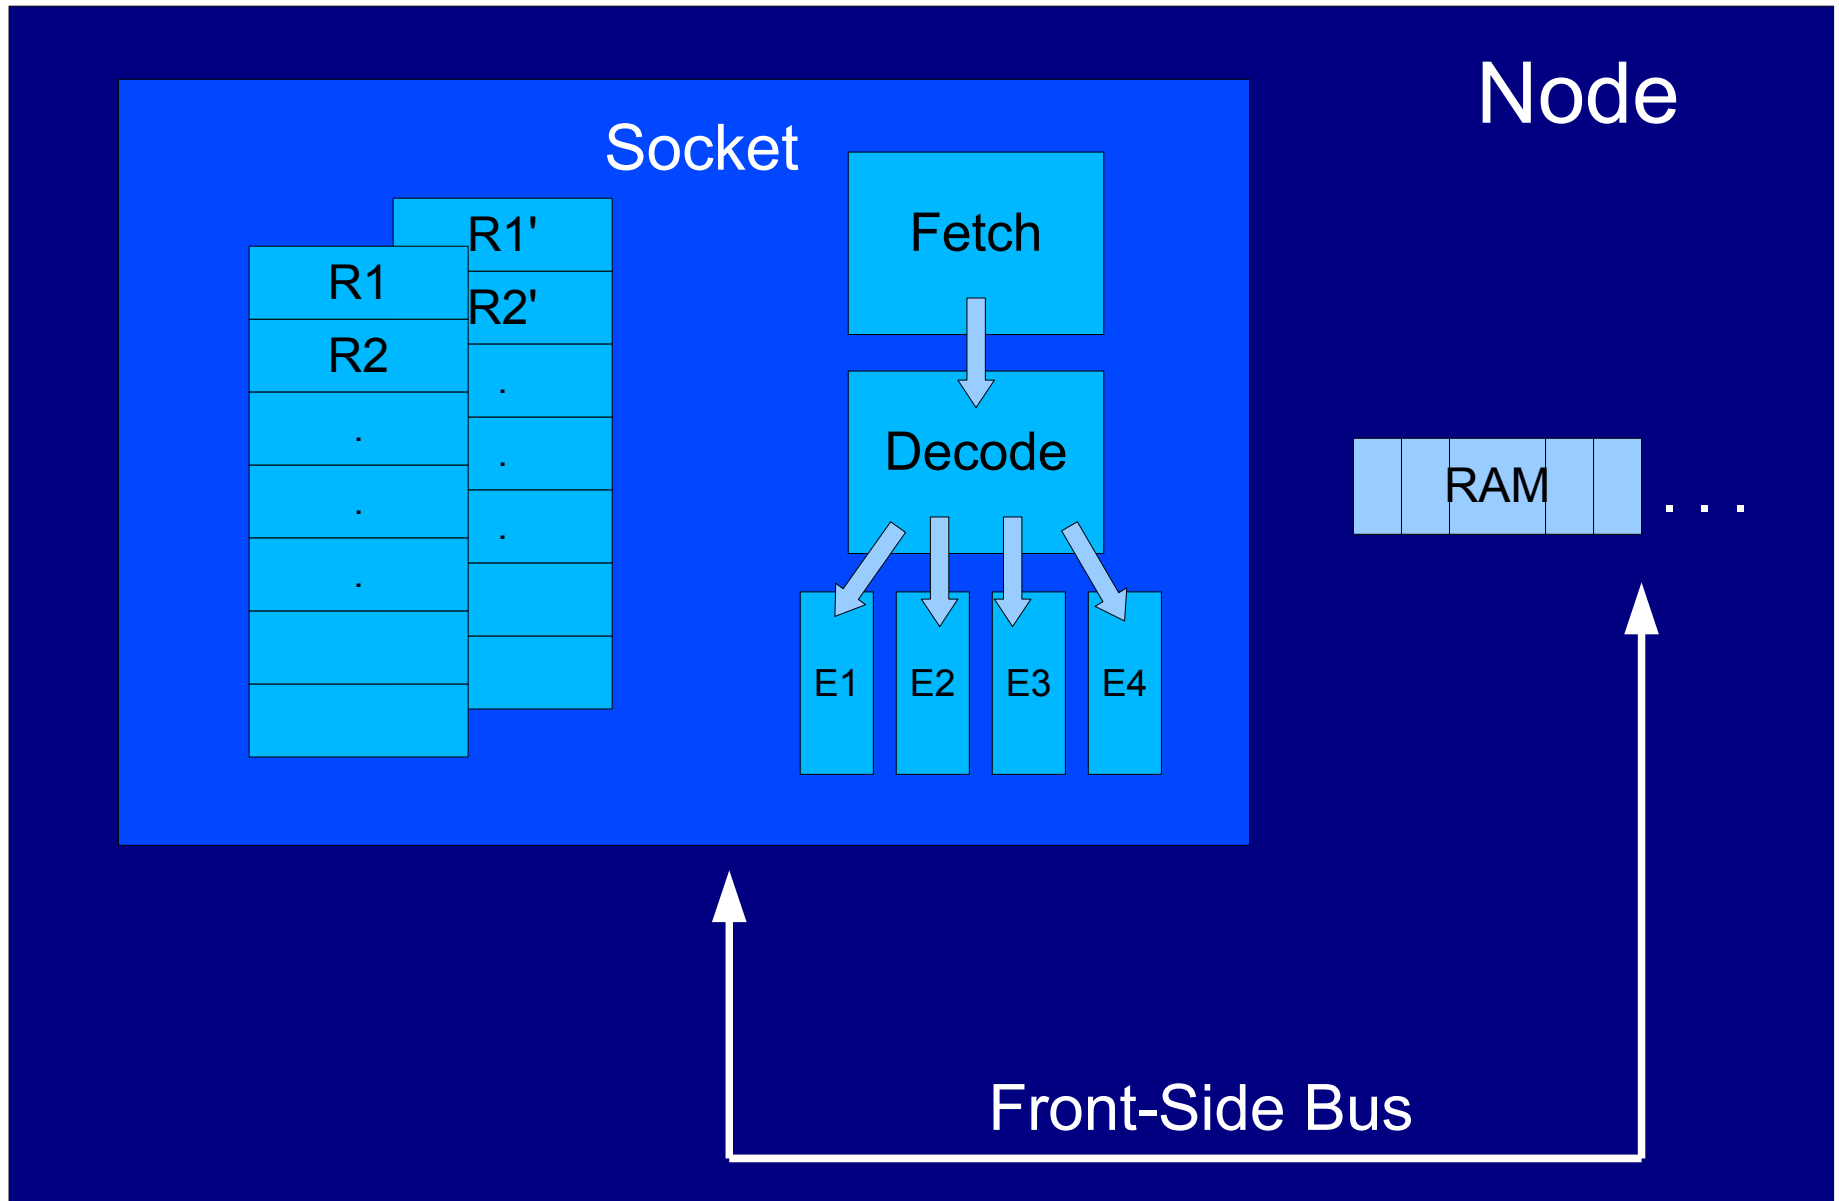 Node
Socket
R1'
R2'
.
.
.
R1
R2
.
.
.
Fetch
Decode
E1 E2 E3 E4
RAM . . .
Front-Side Bus